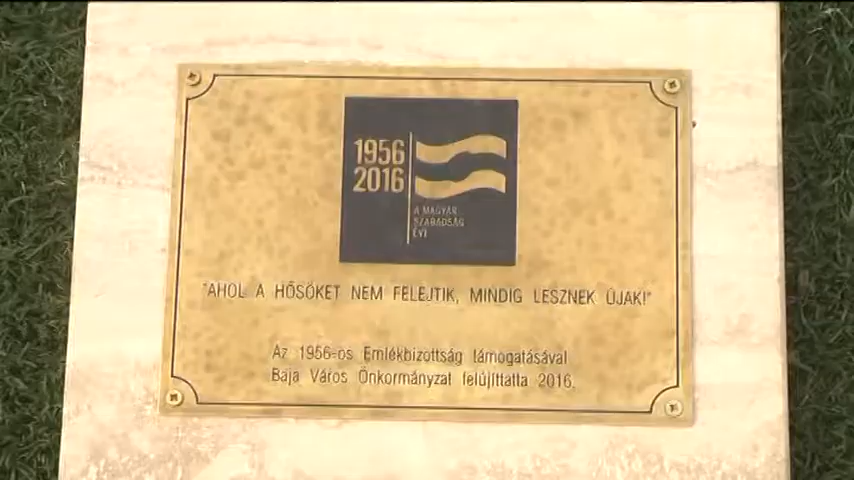 1956
2016
A MAGYAR
SZABADSÁG
ÉVE
"AHOL A HŐSÖKET NEM FELEJTIK, MINDIG LESZNEK ÚJAK!"
Az 1956-os Emlékbizottság támogatásával
Baja Város Önkormányzat felújíttatta 2016.